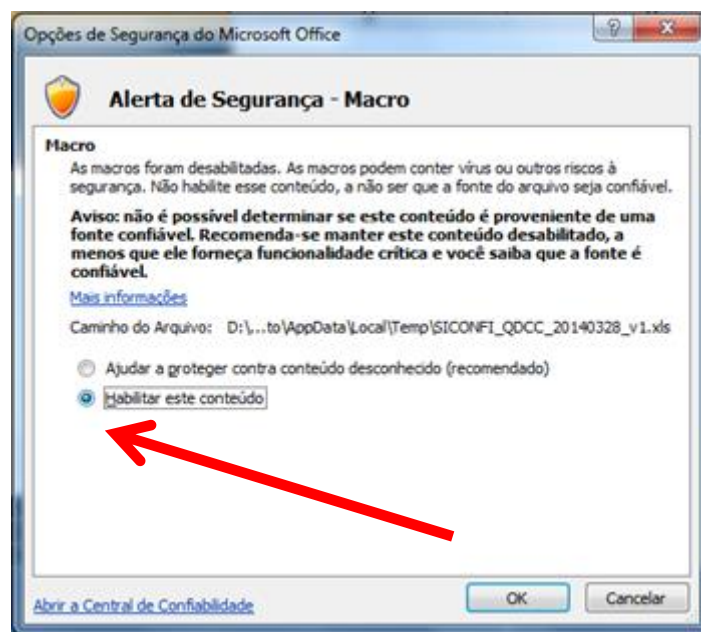 Opções de Segurança do Microsoft Office
Alerta de Segurança - Macro
Macro
As macros foram desabilitadas. As macros podem conter vírus ou outros riscos à
segurança. Não habilite esse conteúdo, a não ser que a fonte do arquivo seja confiável.
Aviso: não é possível determinar se este conteúdo é proveniente de uma
fonte confiável. Recomenda-se manter este conteúdo desabilitado, a
menos que ele forneça funcionalidade crítica e você saiba que a fonte é
confiável.
Mais informações
Caminho do Arquivo: D:\...to\AppData\Local\Temp\SICONFI_QDCC_20140328_v1.xls
Ajudar a proteger contra conteúdo desconhecido (recomendado)
Habilitar este conteúdo
Abrir a Central de Confiabilidade
OK
Cancelar